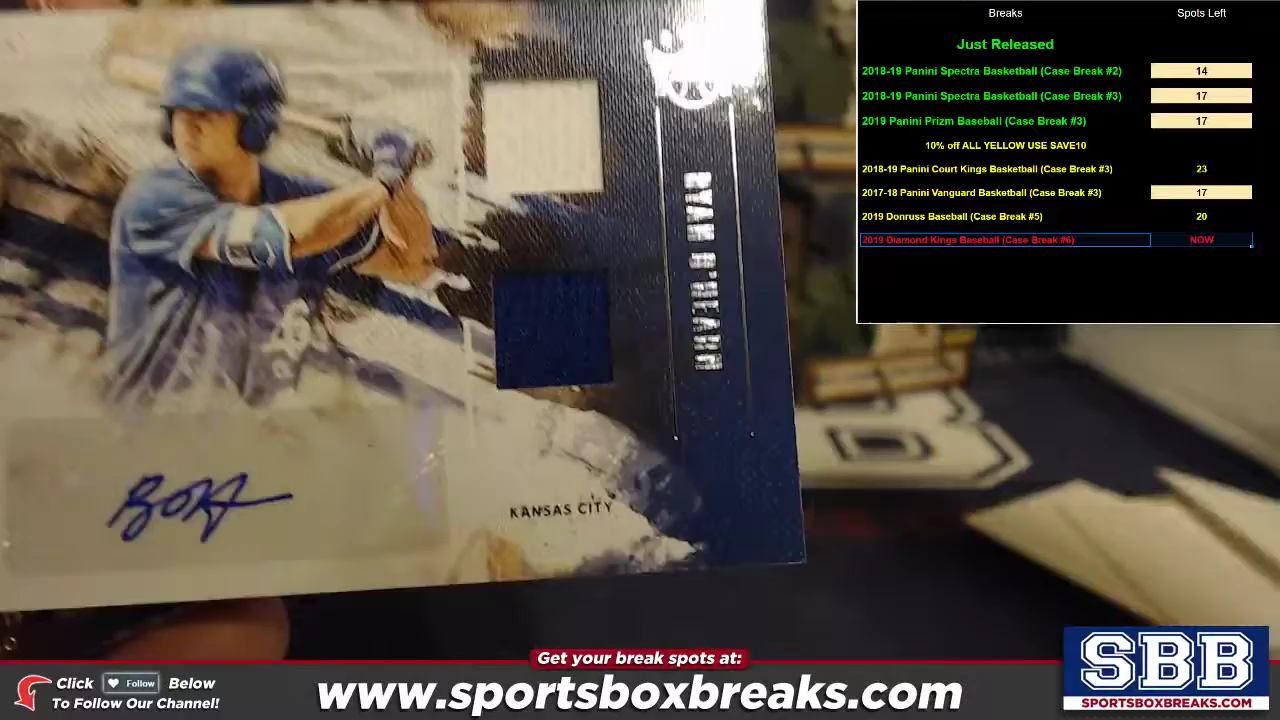 Breaks Spots Left
Just Released
2018-19 Panini Spectra Basketball (Case Break #2) 14
2018-19 Panini Spectra Basketball (Case Break #3) 17
2019 Panini Prizm Baseball (Case Break #3) 17
10% off ALL YELLOW USE SAVE10
2018-19 Panini Court Kings Basketball (Case Break #3) 23
2017-18 Panini Vanguard Basketball (Case Break #3) 17
2019 Donruss Baseball (Case Break #5) 20
2019 Diamond Kings Baseball (Case Break #6) NOW
RYAN O'HEARN
KANSAS CITY
Get your break spots at:
Click Follow Below
To Follow Our Channel!
www.sportsboxbreaks.com
SBB
SPORTSBOXBREAKS.COM